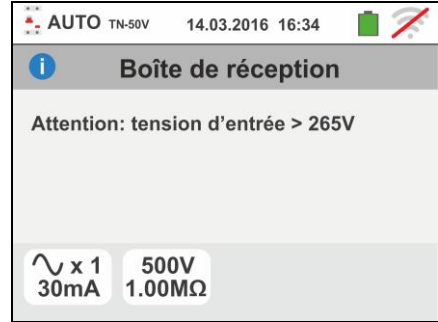 AUTO TN-50V 14.03.2016 16:34
Boîte de réception
Attention: tension d’entrée > 265V
x 1 500V
30mA 1.00MΩ